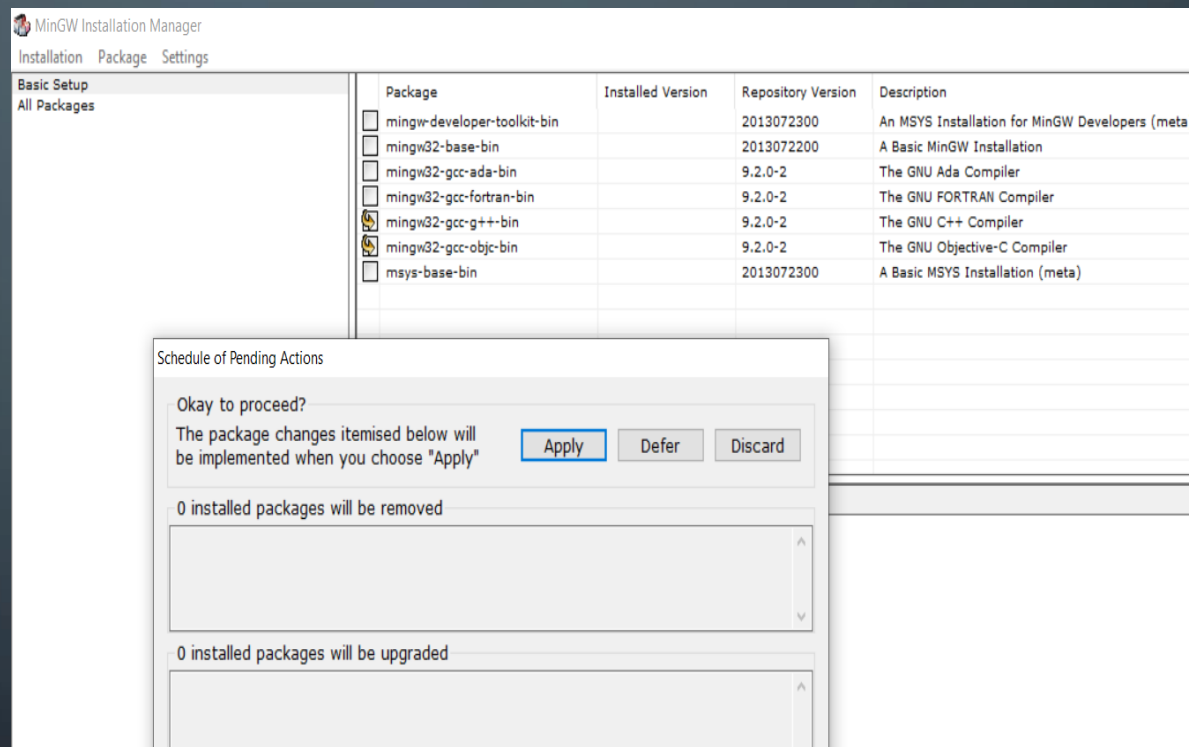 MinGW Installation Manager
Installation Package Settings
Basic Setup
All Packages
Package Installed Version Repository Version Description
mingw-developer-toolkit-bin 2013072300 An MSYS Installation for MinGW Developers (meta
mingw32-base-bin 2013072200 A Basic MinGW Installation
mingw32-gcc-ada-bin 9.2.0-2 The GNU Ada Compiler
mingw32-gcc-fortran-bin 9.2.0-2 The GNU FORTRAN Compiler
mingw32-gcc-g++-bin 9.2.0-2 The GNU C++ Compiler
mingw32-gcc-objc-bin 9.2.0-2 The GNU Objective-C Compiler
msys-base-bin 2013072300 A Basic MSYS Installation (meta)
Schedule of Pending Actions
Okay to proceed?
The package changes itemised below will
be implemented when you choose "Apply"
Apply Defer Discard
0 installed packages will be removed
0 installed packages will be upgraded